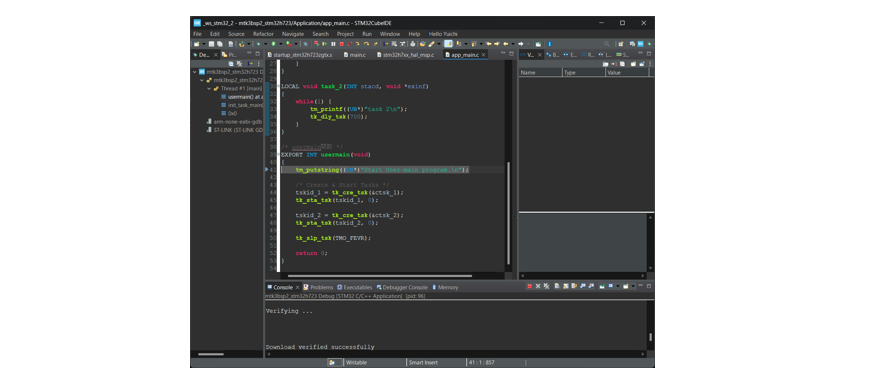 _ws_stm32_2 - mtk3bsp2_stm32h723/Application/app_main.c - STM32CubeIDE
File Edit Source Refactor Navigate Search Project Run Window Help Hello Yuichi
De...
startup_stm32h723zgtx.s
main.c
stm32h7xx_hal_msp.c
app_main.c
mtk3bsp2_stm32h723 D
mtk3bsp2_stm32h72
Thread #1 [main]
usermain() at a
init_task_main(
0x0
arm-none-eabi-gdb
ST-LINK (ST-LINK GD
27 }
28 }
29
30 LOCAL void task_2(INT stacd, void *exinf)
31 {
32 while(1) {
33 tm_printf((UB*)"task 2\n");
34 tk_dly_tsk(700);
35 }
36 }
37
38 /* usermain関数 */
39 EXPORT INT usermain(void)
40 {
41 tm_putstring((UB*)"Start User-main program.\n");
42
43 /* Create & Start Tasks */
44 tskid_1 = tk_cre_tsk(&ctsk_1);
45 tk_sta_tsk(tskid_1, 0);
46
47 tskid_2 = tk_cre_tsk(&ctsk_2);
48 tk_sta_tsk(tskid_2, 0);
49
50 tk_slp_tsk(TMO_FEVR);
51
52 return 0;
53 }
54
Name Type Value
Console Problems Executables Debugger Console Memory
mtk3bsp2_stm32h723 Debug [STM32 C/C++ Application] [pid: 96]
Verifying ...
Download verified successfully
Writable Smart Insert 41 : 1 : 857